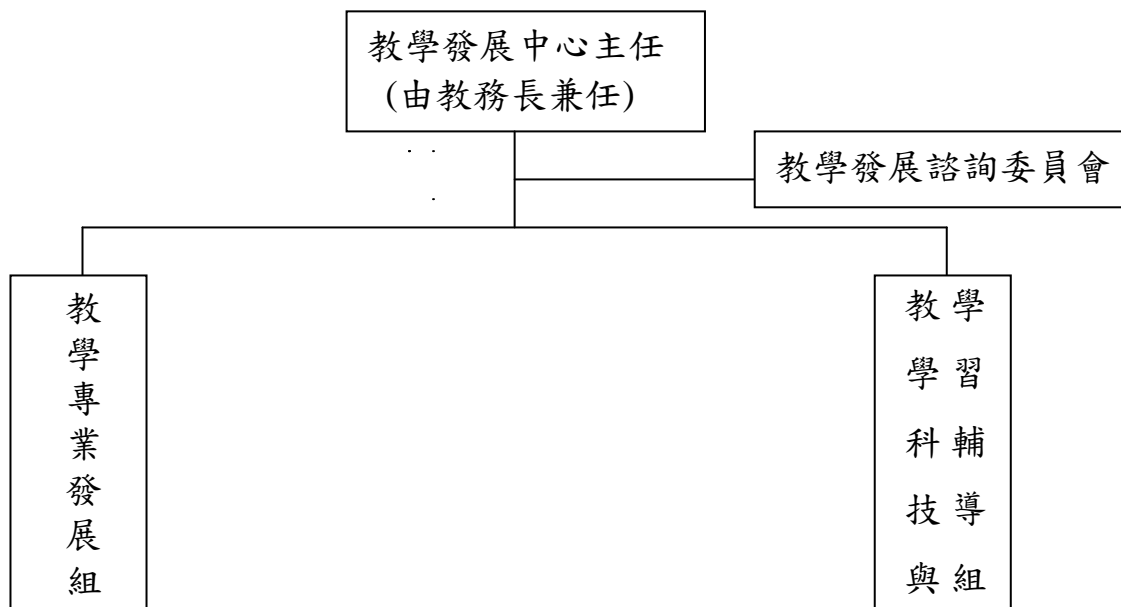 教學發展中心主任
(由教務長兼任)
教學發展諮詢委員會
教學專業發展組
教學科技與
學習輔導組